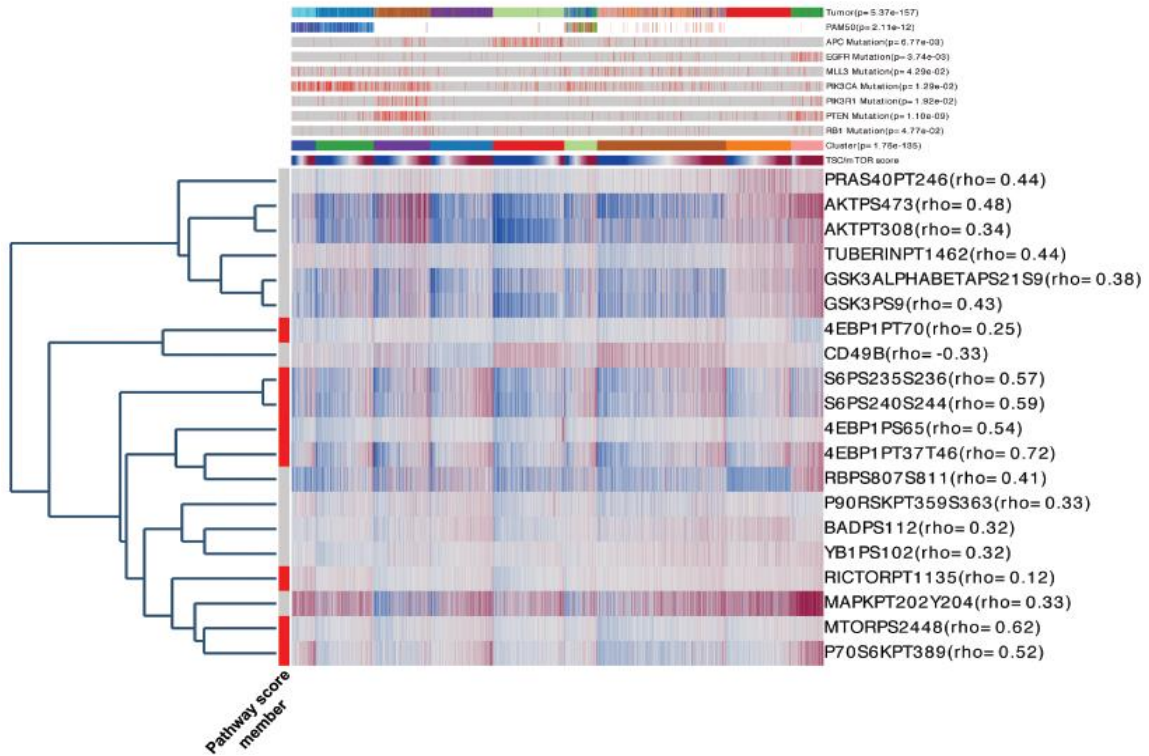 Tumor(p=5.37e-157)
PAM50(p=2.11e-12)
APC Mutation(p=6.77e-03)
EGFR Mutation(p=3.74e-03)
MLL3 Mutation(p=4.29e-02)
PIK3CA Mutation(p=1.29e-02)
PIK3R1 Mutation(p=1.92e-02)
PTEN Mutation(p=1.10e-09)
RB1 Mutation(p=4.77e-02)
Cluster(p=1.76e-135)
TSC/mTOR score
PRAS40PT246(rho= 0.44)
AKTPS473(rho= 0.48)
AKTPT308(rho= 0.34)
TUBERINPT1462(rho= 0.44)
GSK3ALPHABETAPS21S9(rho= 0.38)
GSK3PS9(rho= 0.43)
4EBP1PT70(rho= 0.25)
CD49B(rho= -0.33)
S6PS235S236(rho= 0.57)
S6PS240S244(rho= 0.59)
4EBP1PS65(rho= 0.54)
4EBP1PT37T46(rho= 0.72)
RBPS807S811(rho= 0.41)
P90RSKPT359S363(rho= 0.33)
BADPS112(rho= 0.32)
YB1PS102(rho= 0.32)
RICTORPT1135(rho= 0.12)
MAPKPT202Y204(rho= 0.33)
MTORPS2448(rho= 0.62)
P70S6KPT389(rho= 0.52)
Pathway score
member